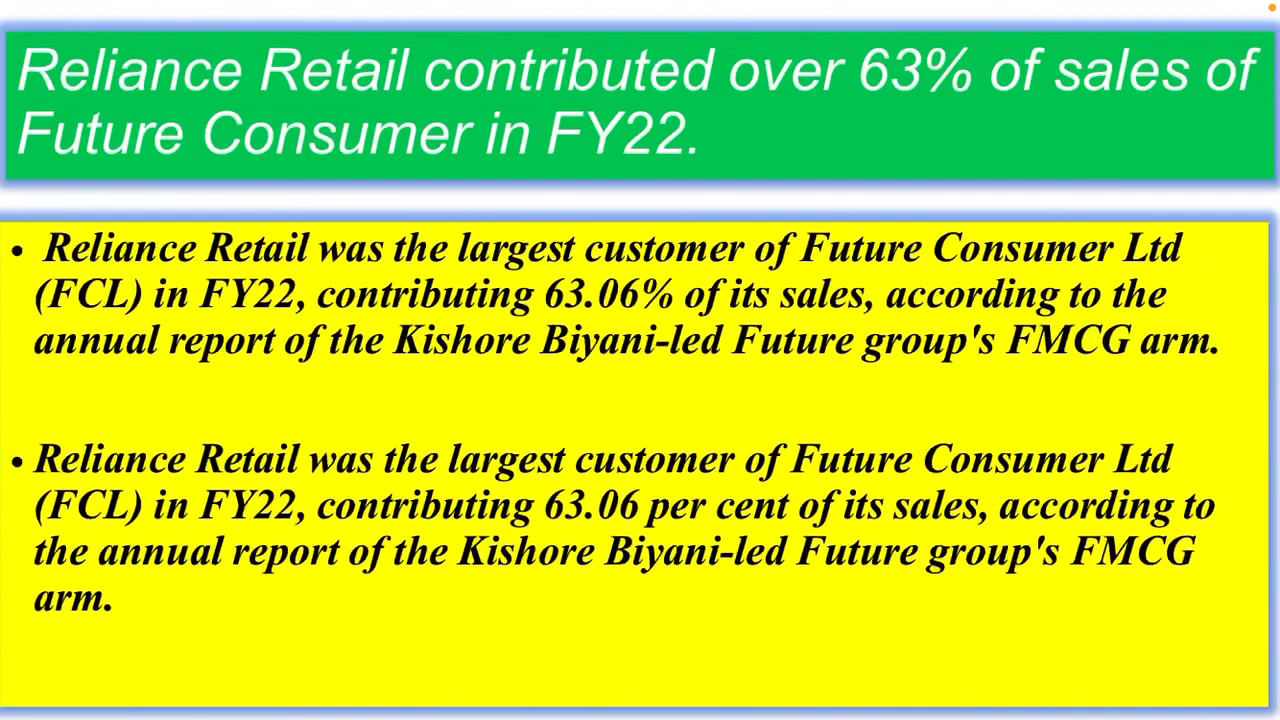 Reliance Retail contributed over 63% of sales of
Future Consumer in FY22.
• Reliance Retail was the largest customer of Future Consumer Ltd
(FCL) in FY22, contributing 63.06% of its sales, according to the
annual report of the Kishore Biyani-led Future group's FMCG arm.
• Reliance Retail was the largest customer of Future Consumer Ltd
(FCL) in FY22, contributing 63.06 per cent of its sales, according to
the annual report of the Kishore Biyani-led Future group's FMCG
arm.